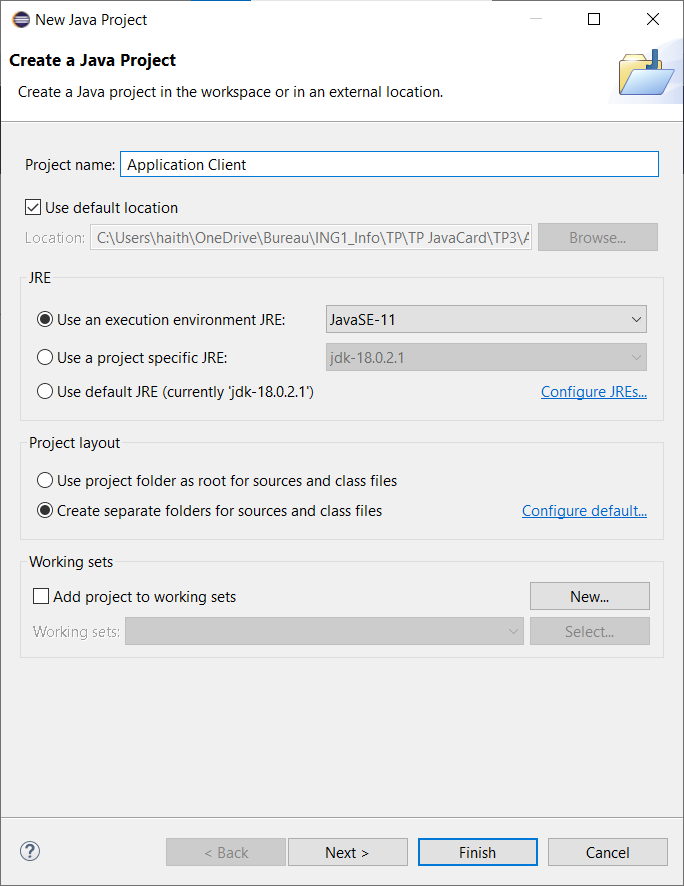 New Java Project
Create a Java Project
Create a Java project in the workspace or in an external location.
Project name: Application Client
Use default location
Location: C:\Users\haith\OneDrive\Bureau\ING1_Info\TP\TP JavaCard\TP3\A Browse...
JRE
Use an execution environment JRE: JavaSE-11
Use a project specific JRE: jdk-18.0.2.1
Use default JRE (currently 'jdk-18.0.2.1') Configure JREs...
Project layout
Use project folder as root for sources and class files
Create separate folders for sources and class files Configure default...
Working sets
Add project to working sets New...
Working sets: Select...
? < Back Next > Finish Cancel